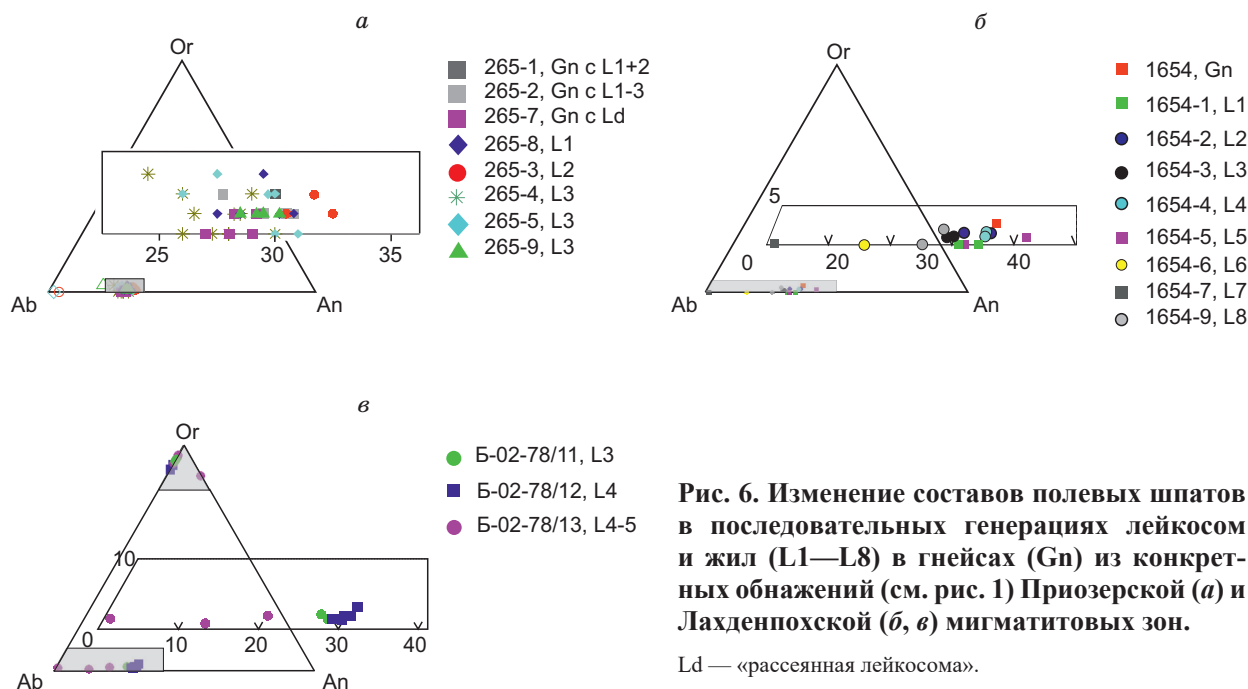 а
Or
265-1, Gn с L1+2
265-2, Gn с L1-3
265-7, Gn с Ld
265-8, L1
265-3, L2
265-4, L3
265-5, L3
265-9, L3
25 30 35
Ab An
б
Or
1654, Gn
1654-1, L1
1654-2, L2
1654-3, L3
1654-4, L4
1654-5, L5
1654-6, L6
1654-7, L7
1654-9, L8
5
0 20 30 40
Ab An
в
Or
Б-02-78/11, L3
Б-02-78/12, L4
Б-02-78/13, L4-5
10
0 10 20 30 40
Ab An
Рис. 6. Изменение составов полевых шпатов
в последовательных генерациях лейкосом
и жил (L1—L8) в гнейсах (Gn) из конкрет-
ных обнажений (см. рис. 1) Приозерской (а) и
Лахденпохской (б, в) мигматитовых зон.
Ld — «рассеянная лейкосома».